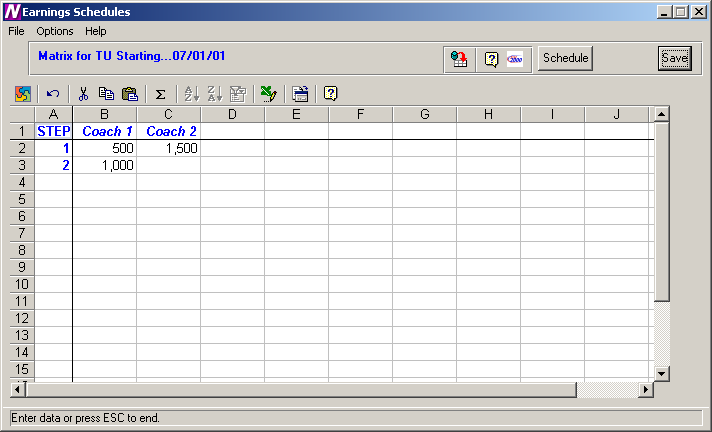 Earnings Schedules
File Options Help
Matrix for TU Starting...07/01/01
Schedule
Save
A B C D E F G H I J
1 STEP Coach 1 Coach 2
2 1 500 1,500
3 2 1,000
4
5
6
7
8
9
10
11
12
13
14
15
Enter data or press ESC to end.